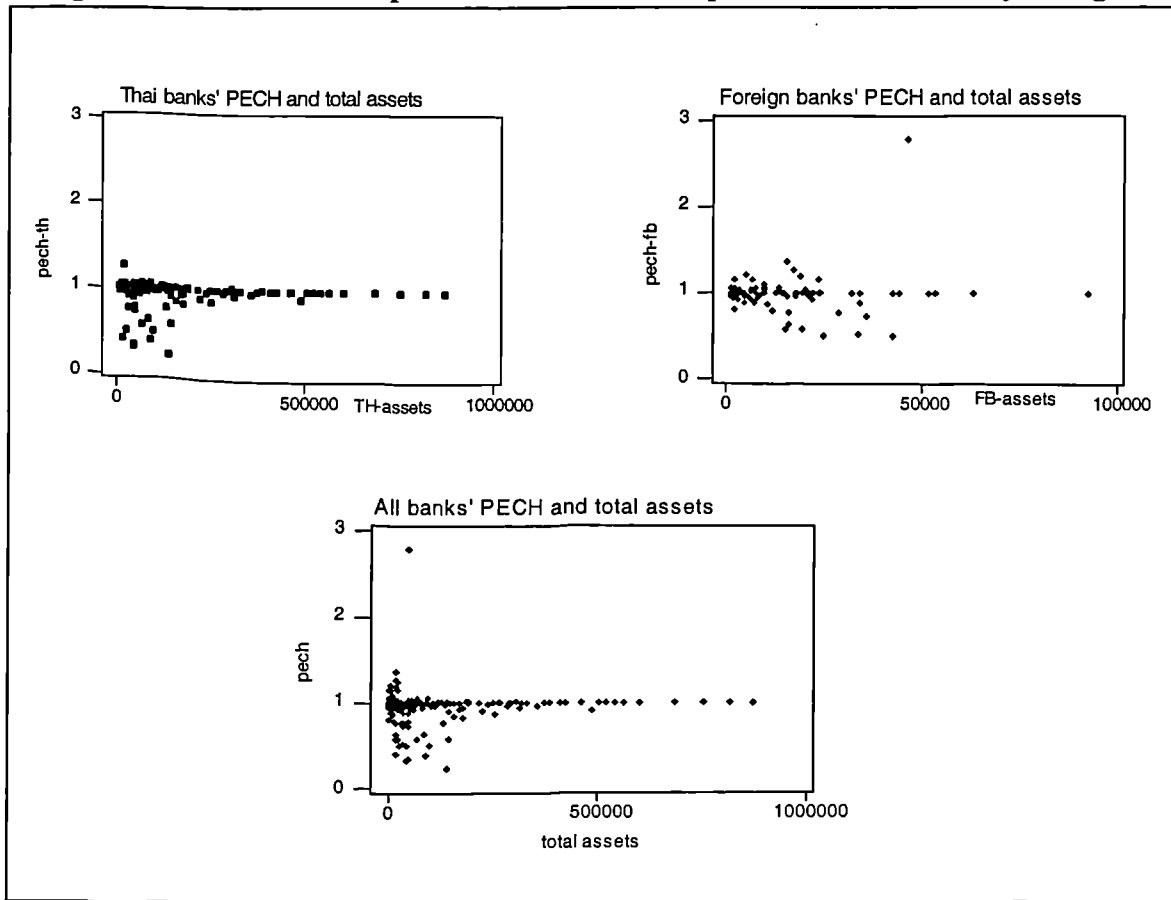 Thai banks' PECH and total assets
3
2
1
0
pech-th
0
500000
1000000
TH-assets
Foreign banks' PECH and total assets
3
2
1
0
pech-fb
0
50000
100000
FB-assets
All banks' PECH and total assets
3
2
1
0
pech
0
500000
1000000
total assets